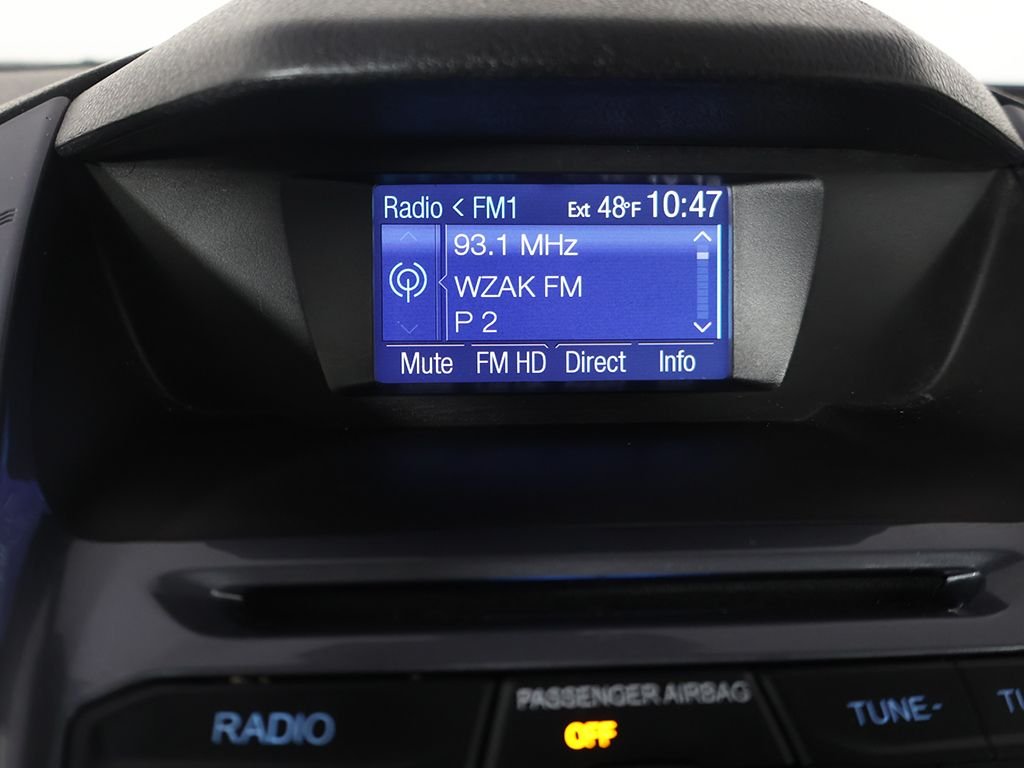 Radio < FM1 Ext 48°F 10:47
93.1 MHz
WZAK FM
P 2
Mute FM HD Direct Info
PASSENGER AIRBAG
RADIO OFF TUNE-